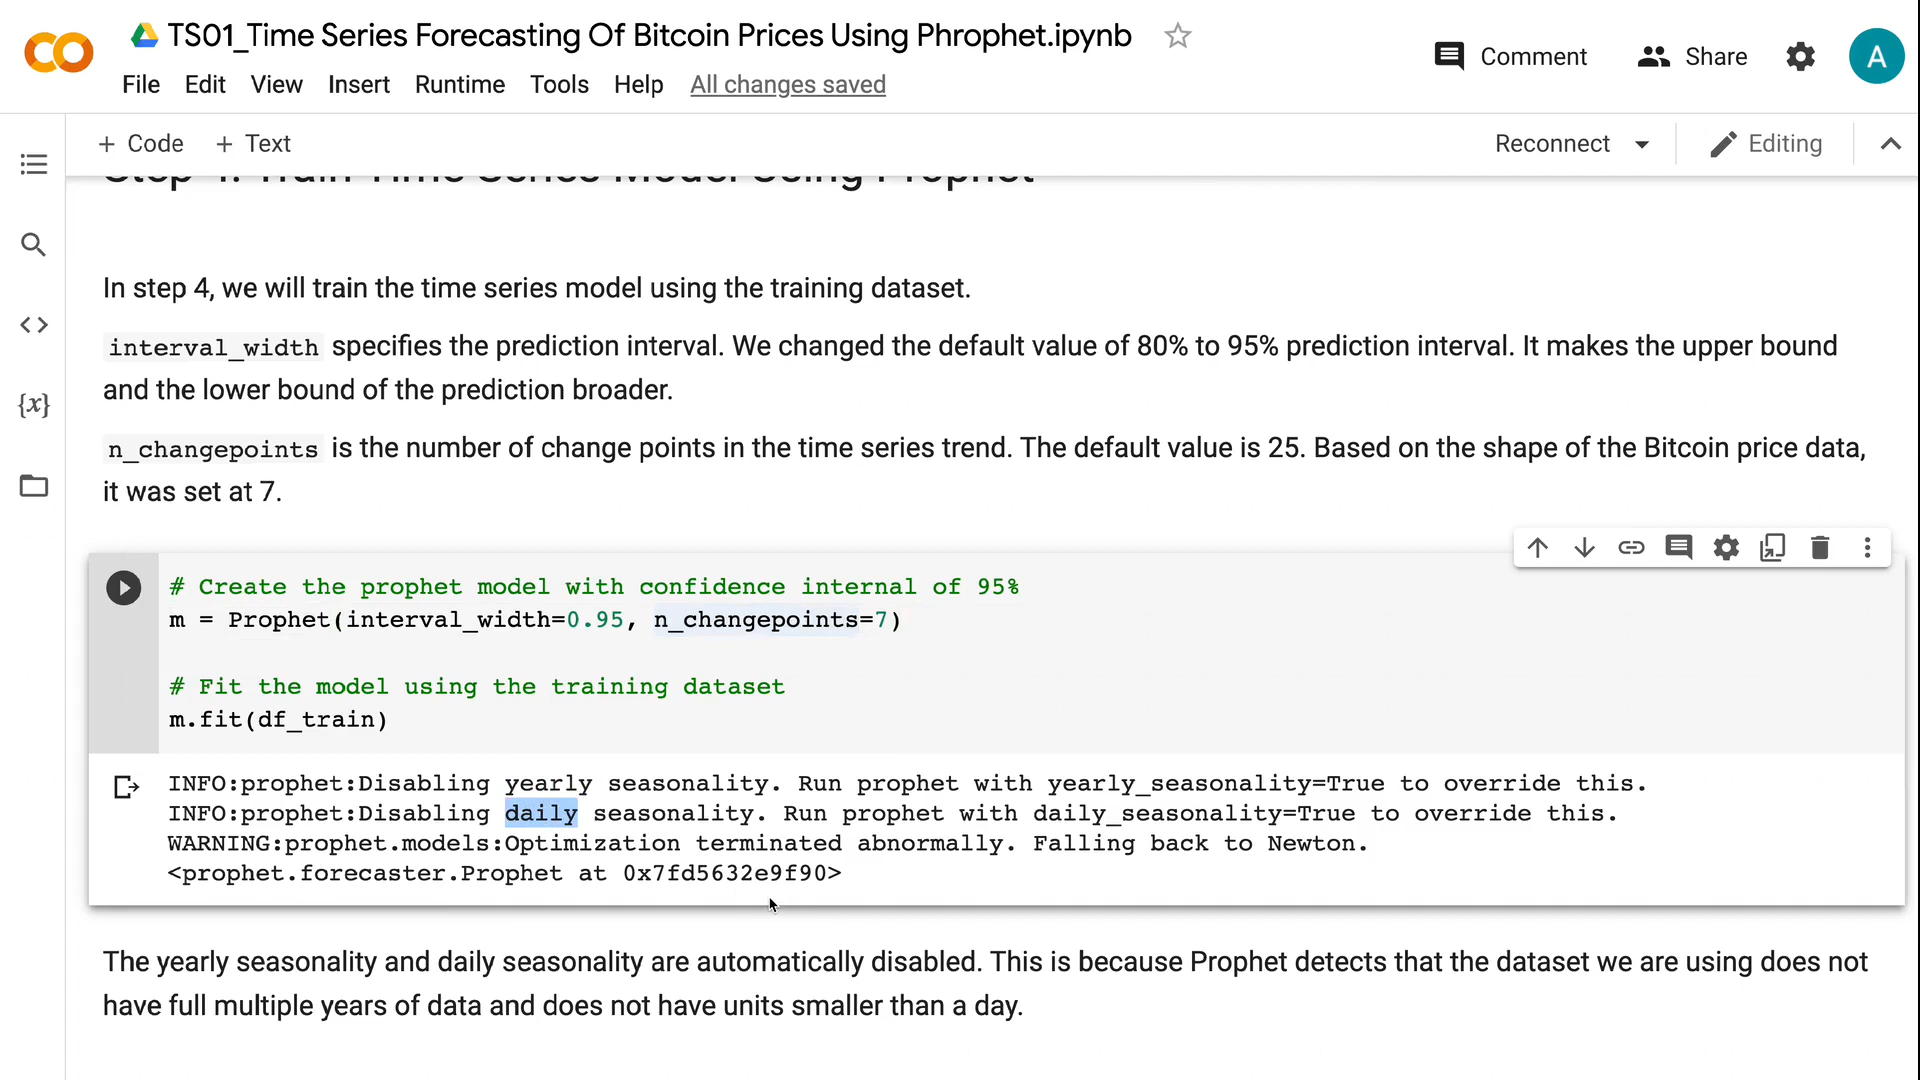 TS01_Time Series Forecasting Of Bitcoin Prices Using Phrophet.ipynb
Comment
Share
A
File Edit View Insert Runtime Tools Help All changes saved
+ Code + Text
Reconnect
Editing
Step 4: Train Time Series Model Using Prophet
In step 4, we will train the time series model using the training dataset.
interval_width specifies the prediction interval. We changed the default value of 80% to 95% prediction interval. It makes the upper bound
and the lower bound of the prediction broader.
n_changepoints is the number of change points in the time series trend. The default value is 25. Based on the shape of the Bitcoin price data,
it was set at 7.
# Create the prophet model with confidence internal of 95%
m = Prophet(interval_width=0.95, n_changepoints=7)
# Fit the model using the training dataset
m.fit(df_train)
INFO:prophet:Disabling yearly seasonality. Run prophet with yearly_seasonality=True to override this.
INFO:prophet:Disabling daily seasonality. Run prophet with daily_seasonality=True to override this.
WARNING:prophet.models:Optimization terminated abnormally. Falling back to Newton.
<prophet.forecaster.Prophet at 0x7fd5632e9f90>
The yearly seasonality and daily seasonality are automatically disabled. This is because Prophet detects that the dataset we are using does not
have full multiple years of data and does not have units smaller than a day.